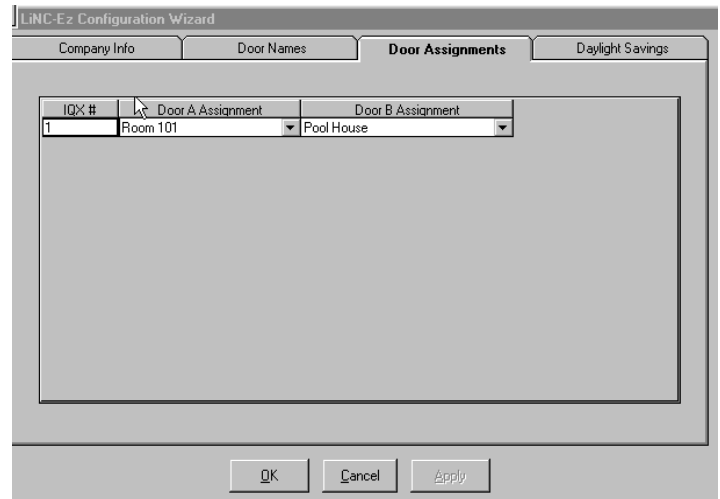 LiNC-Ez Configuration Wizard
Company Info Door Names Door Assignments Daylight Savings
IQX # Door A Assignment Door B Assignment
1 Room 101 Pool House
OK Cancel Apply